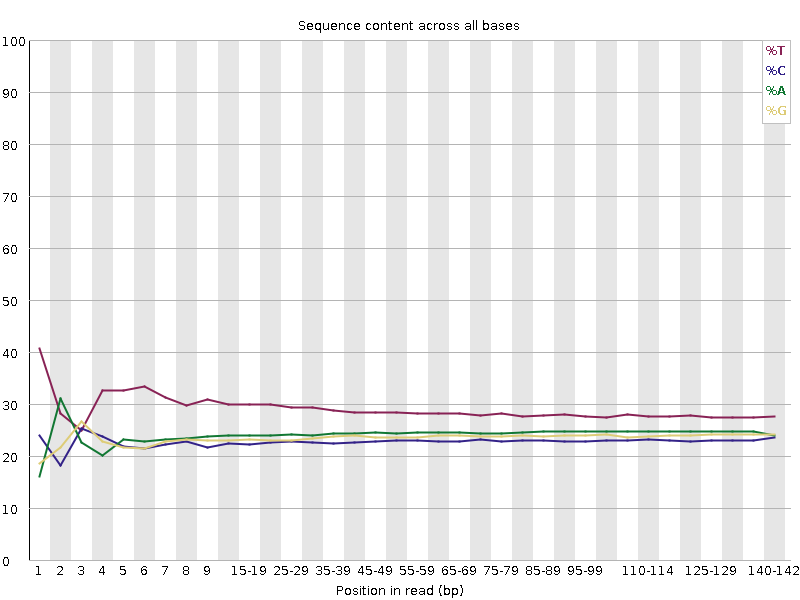 Sequence content across all bases
100
90
80
70
60
50
40
30
20
10
0
%T
%C
%A
%G
1 2 3 4 5 6 7 8 9 15-19 25-29 35-39 45-49 55-59 65-69 75-79 85-89 95-99 110-114 125-129 140-142
Position in read (bp)